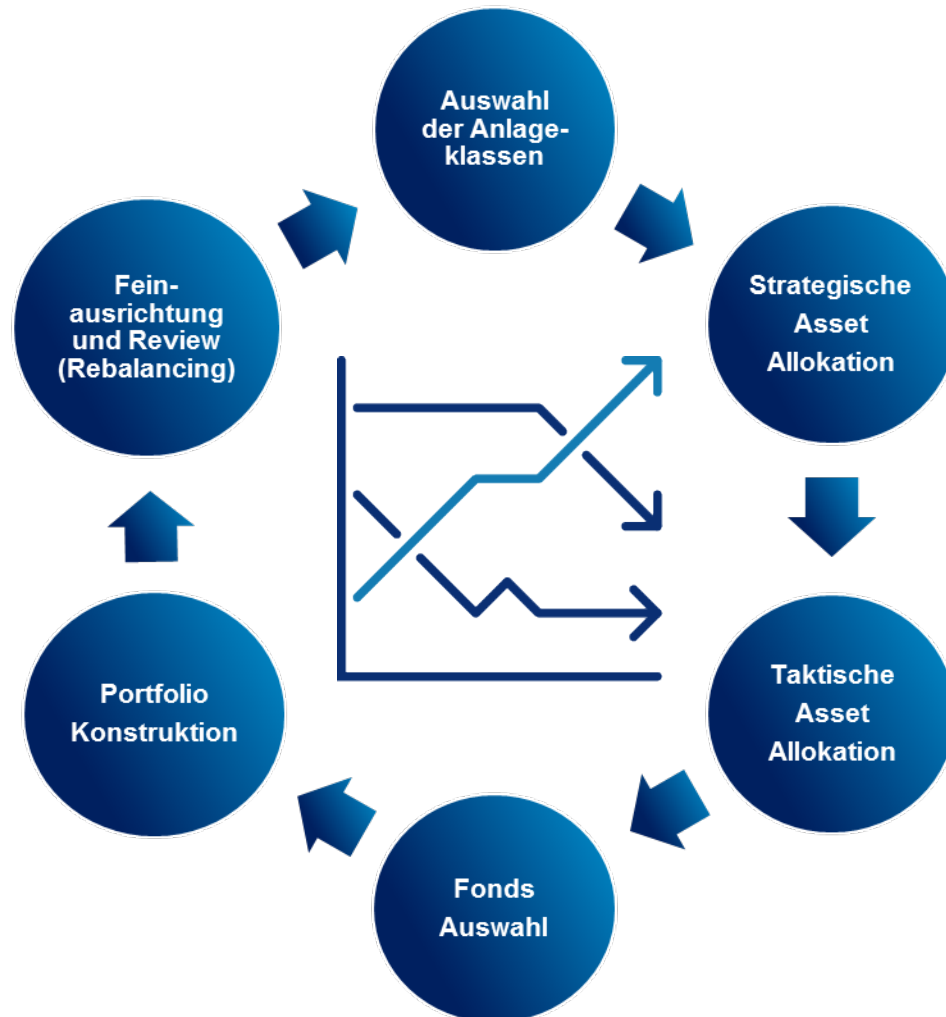 Auswahl
der Anlage-
klassen
Strategische
Asset
Allokation
Taktische
Asset
Allokation
Fonds
Auswahl
Portfolio
Konstruktion
Fein-
ausrichtung
und Review
(Rebalancing)